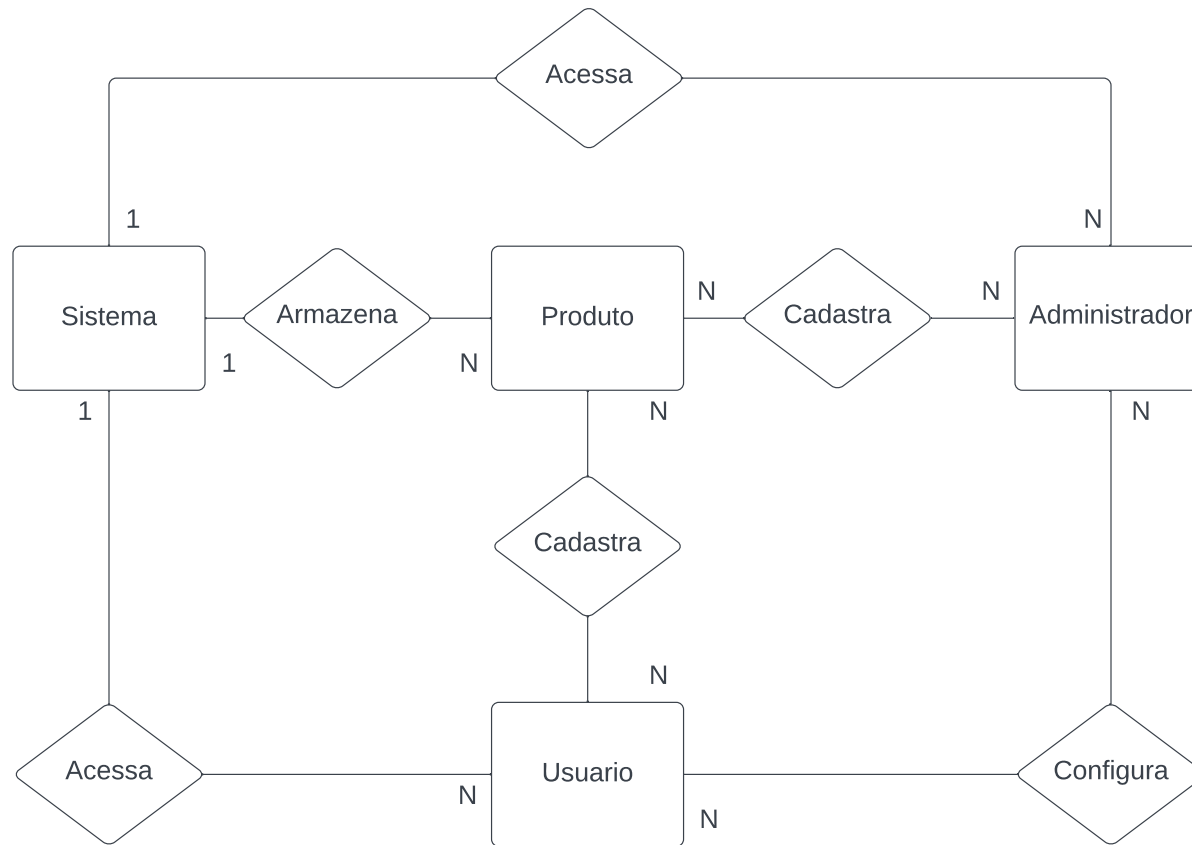 Acessa
1
N
Sistema
Armazena
Produto
Cadastra
Administrador
1
N
N
N
1
N
N
Cadastra
N
Acessa
Usuario
Configura
N
N